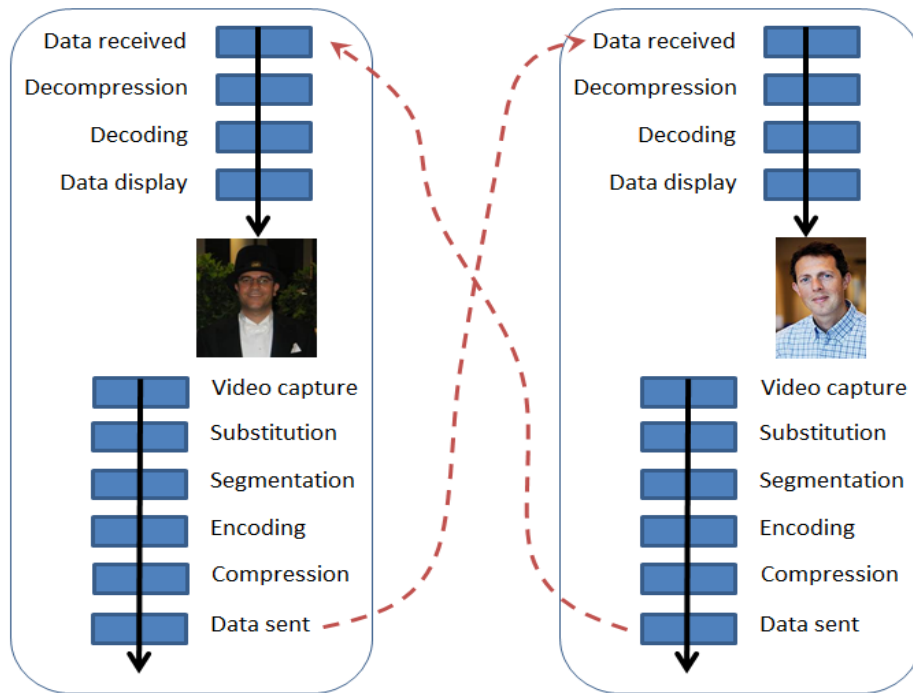 Data received
Decompression
Decoding
Data display
Video capture
Substitution
Segmentation
Encoding
Compression
Data sent
Data received
Decompression
Decoding
Data display
Video capture
Substitution
Segmentation
Encoding
Compression
Data sent